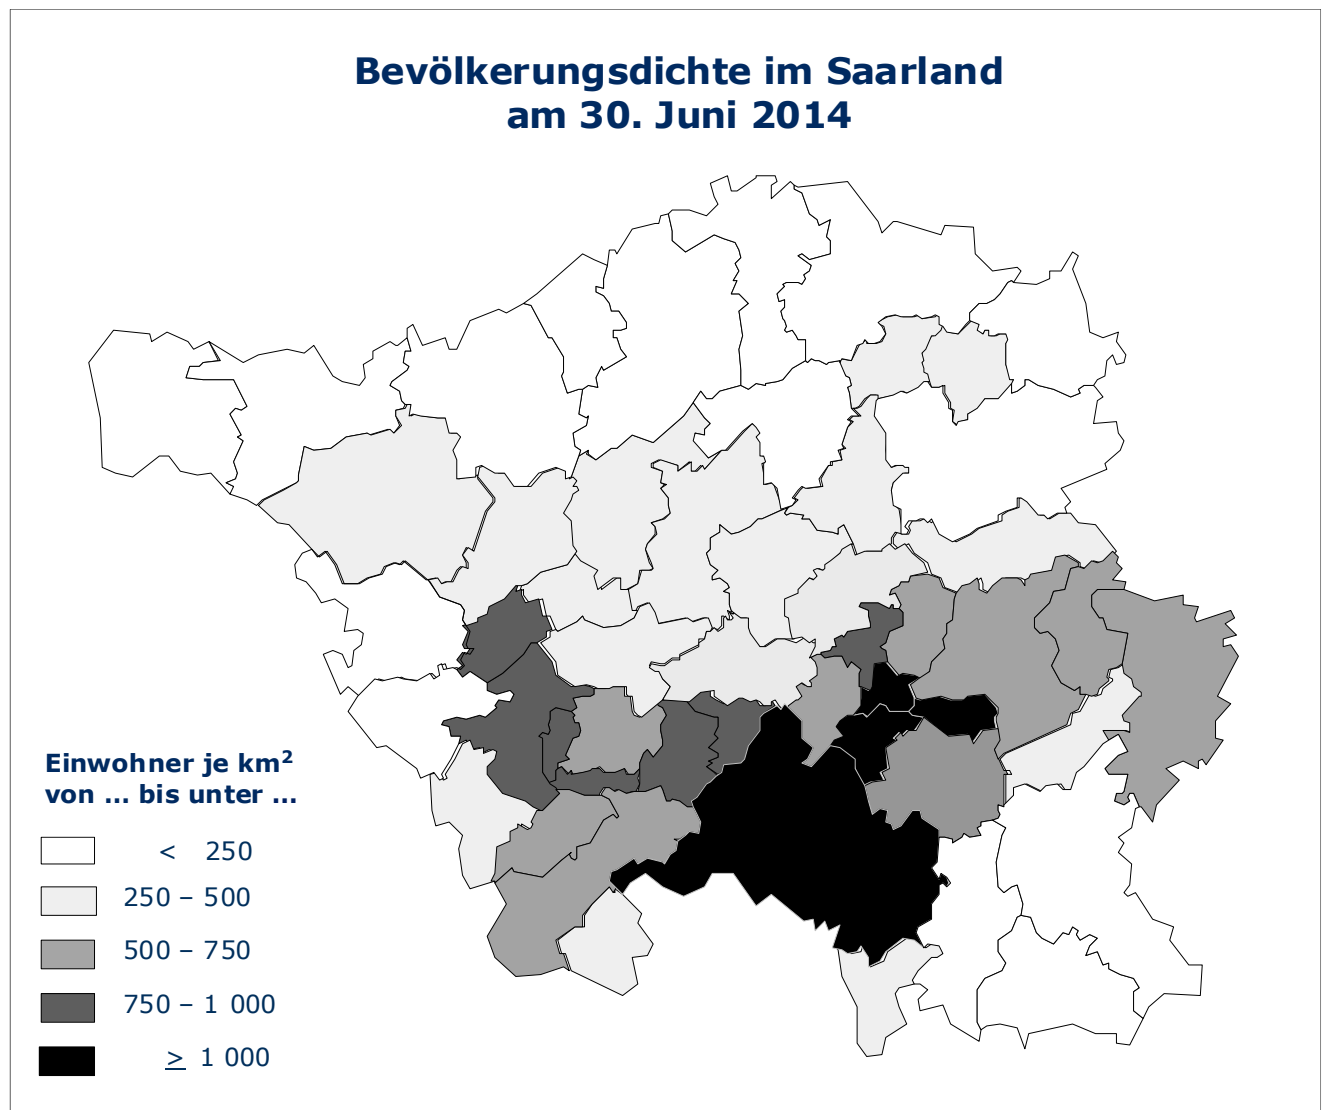 Bevölkerungsdichte im Saarland
am 30. Juni 2014
Einwohner je km²
von ... bis unter ...
< 250
250 – 500
500 – 750
750 – 1 000
≥ 1 000